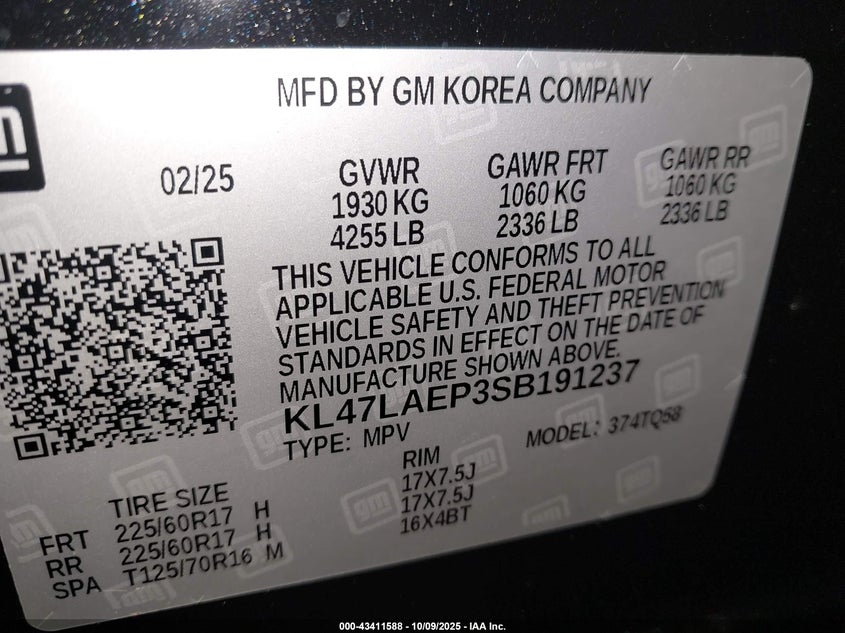 MFD BY GM KOREA COMPANY
02/25 GVWR GAWR FRT GAWR RR
1930 KG 1060 KG 1060 KG
4255 LB 2336 LB 2336 LB
THIS VEHICLE CONFORMS TO ALL
APPLICABLE U.S. FEDERAL MOTOR
VEHICLE SAFETY AND THEFT PREVENTION
STANDARDS IN EFFECT ON THE DATE OF
MANUFACTURE SHOWN ABOVE.
KL47LAEP3SB191237
TYPE: MPV MODEL: 374TQ58
TIRE SIZE RIM
FRT 225/60R17 H 17X7.5J
RR 225/60R17 H 17X7.5J
SPA T125/70R16 M 16X4BT
gm
000-43411588 - 10/09/2025 - IAA Inc.